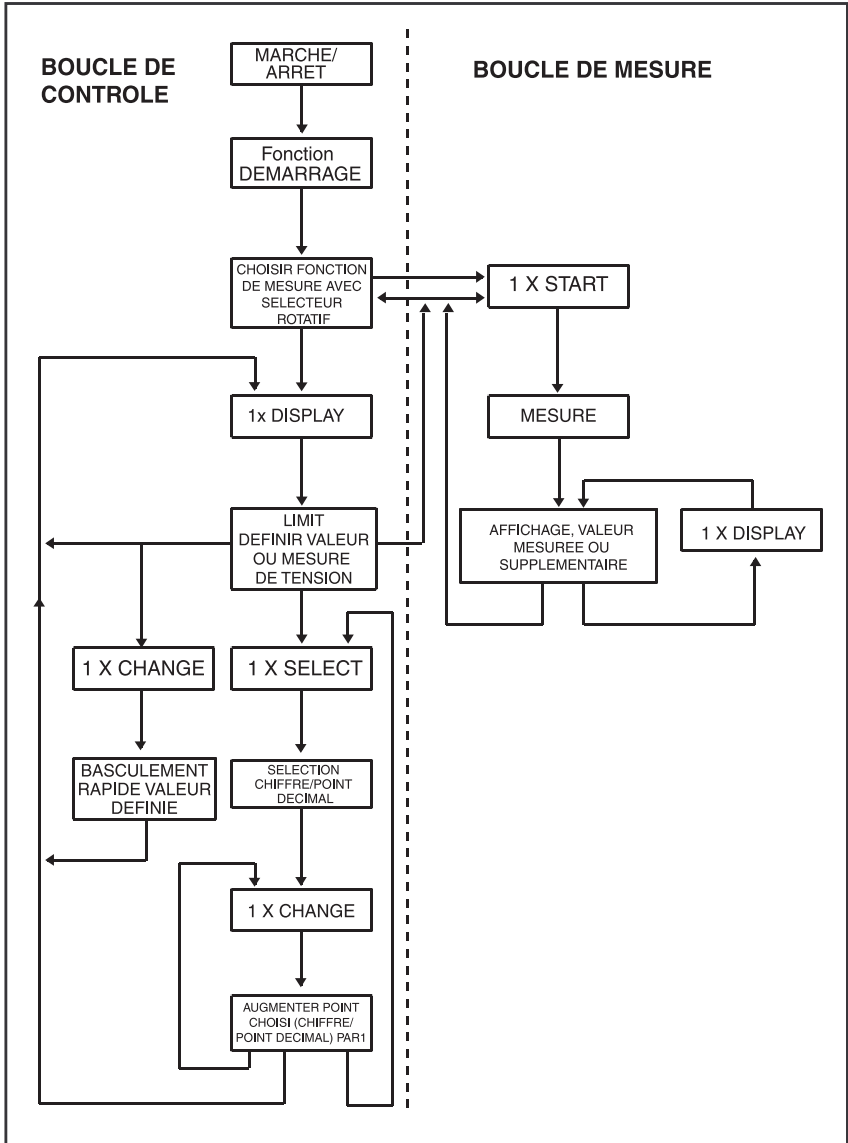 BOUCLE DE
CONTROLE
MARCHE/
ARRET
Fonction
DEMARRAGE
CHOISIR FONCTION
DE MESURE AVEC
SELECTEUR
ROTATIF
1x DISPLAY
LIMIT
DEFINIR VALEUR
OU MESURE
DE TENSION
1 X CHANGE
BASCULEMENT
RAPIDE VALEUR
DEFINIE
1 X SELECT
SELECTION
CHIFFRE/POINT
DECIMAL
1 X CHANGE
AUGMENTER POINT
CHOISI (CHIFFRE/
POINT DECIMAL) PAR1
BOUCLE DE MESURE
1 X START
MESURE
AFFICHAGE, VALEUR
MESUREE OU
SUPPLEMENTAIRE
1 X DISPLAY